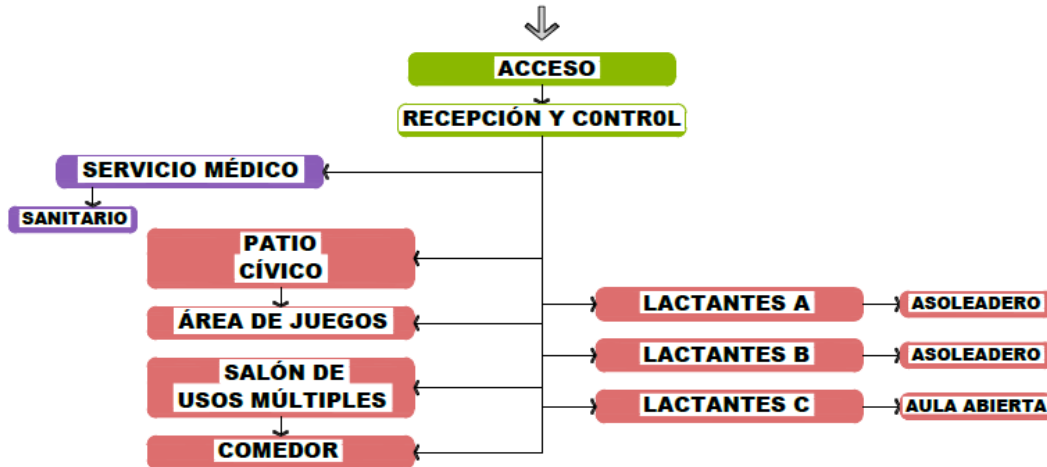 ACCESO
RECEPCIÓN Y C0NTR0L
SERVICIO MÉDICO
SANITARIO
PATIO
CÍVICO
ÁREA DE JUEGOS
SALÓN DE
USOS MÚLTIPLES
COMEDOR
LACTANTES A
ASOLEADERO
LACTANTES B
ASOLEADERO
LACTANTES C
AULA ABIERTA